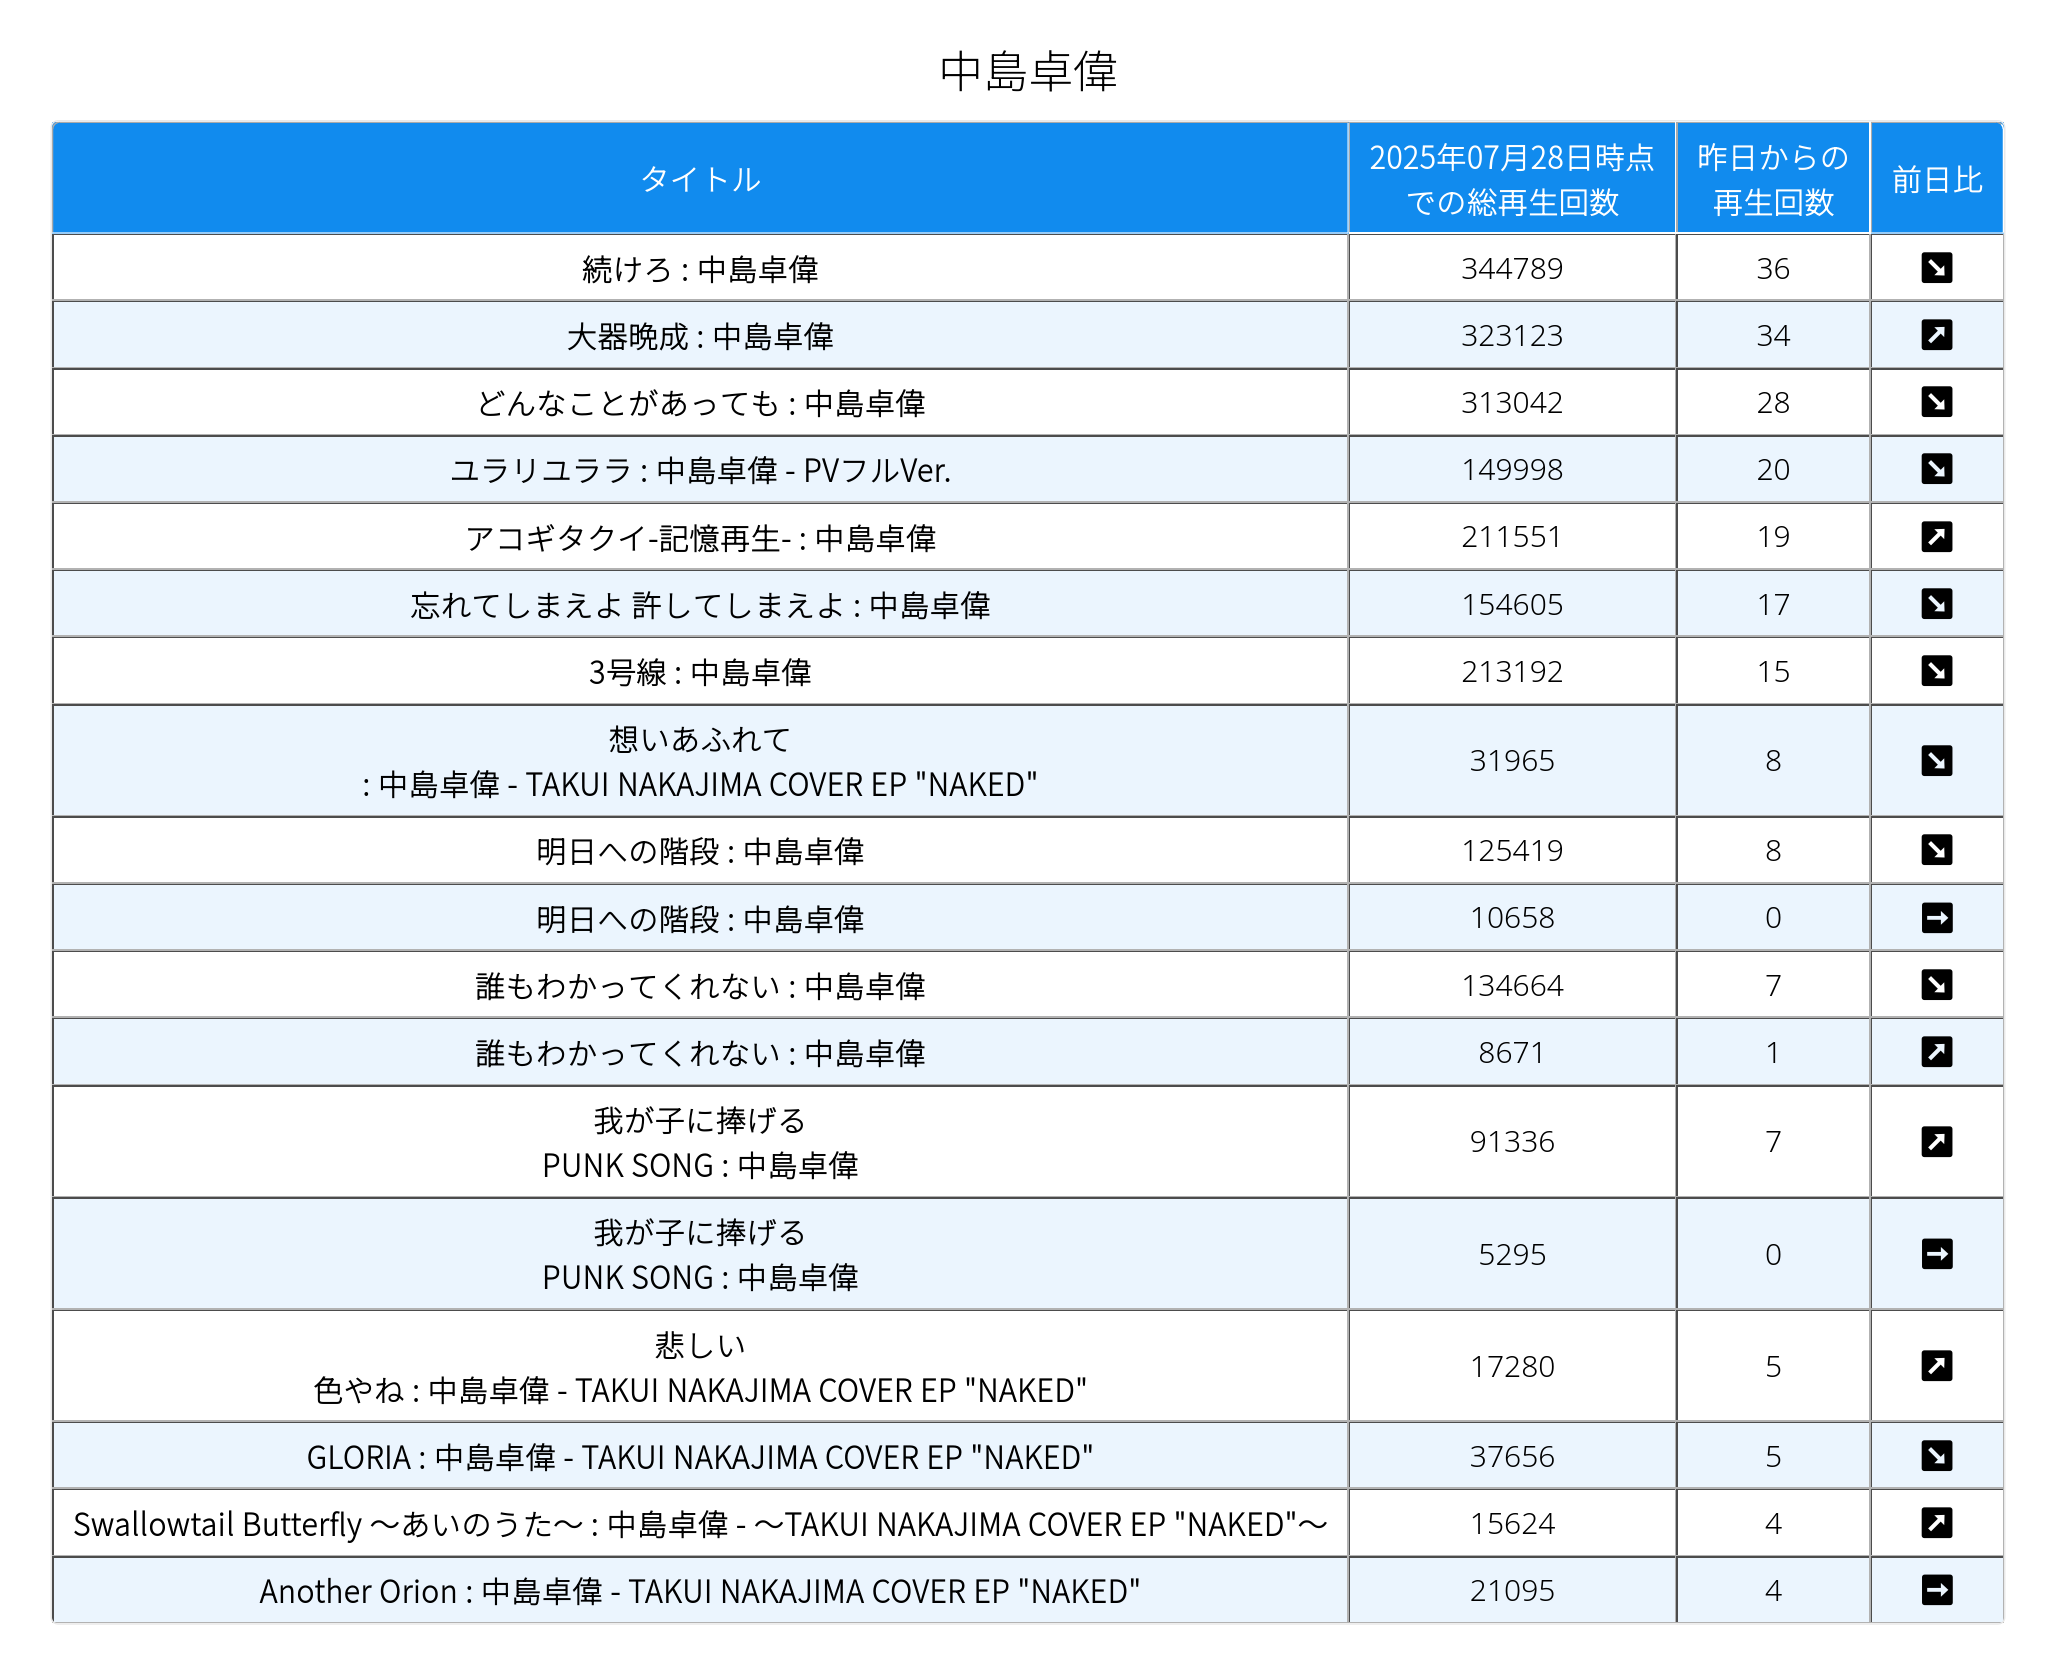 中島卓偉
タイトル
2025年07月28日時点
での総再生回数
昨日からの
再生回数
前日比
続けろ : 中島卓偉 344789 36
大器晩成 : 中島卓偉 323123 34
どんなことがあっても : 中島卓偉 313042 28
ユラリユララ : 中島卓偉 - PVフルVer. 149998 20
アコギタクイ-記憶再生- : 中島卓偉 211551 19
忘れてしまえよ 許してしまえよ : 中島卓偉 154605 17
3号線 : 中島卓偉 213192 15
想いあふれて
: 中島卓偉 - TAKUI NAKAJIMA COVER EP "NAKED" 31965 8
明日への階段 : 中島卓偉 125419 8
明日への階段 : 中島卓偉 10658 0
誰もわかってくれない : 中島卓偉 134664 7
誰もわかってくれない : 中島卓偉 8671 1
我が子に捧げる
PUNK SONG : 中島卓偉 91336 7
我が子に捧げる
PUNK SONG : 中島卓偉 5295 0
悲しい
色やね : 中島卓偉 - TAKUI NAKAJIMA COVER EP "NAKED" 17280 5
GLORIA : 中島卓偉 - TAKUI NAKAJIMA COVER EP "NAKED" 37656 5
Swallowtail Butterfly 〜あいのうた〜 : 中島卓偉 - 〜TAKUI NAKAJIMA COVER EP "NAKED"〜 15624 4
Another Orion : 中島卓偉 - TAKUI NAKAJIMA COVER EP "NAKED" 21095 4